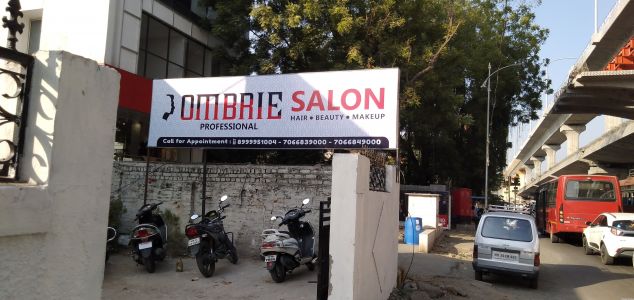 OMBRIE SALON
PROFESSIONAL
HAIR • BEAUTY • MAKEUP
Call for Appointment : 8999951004 - 7066839000 - 7066849000